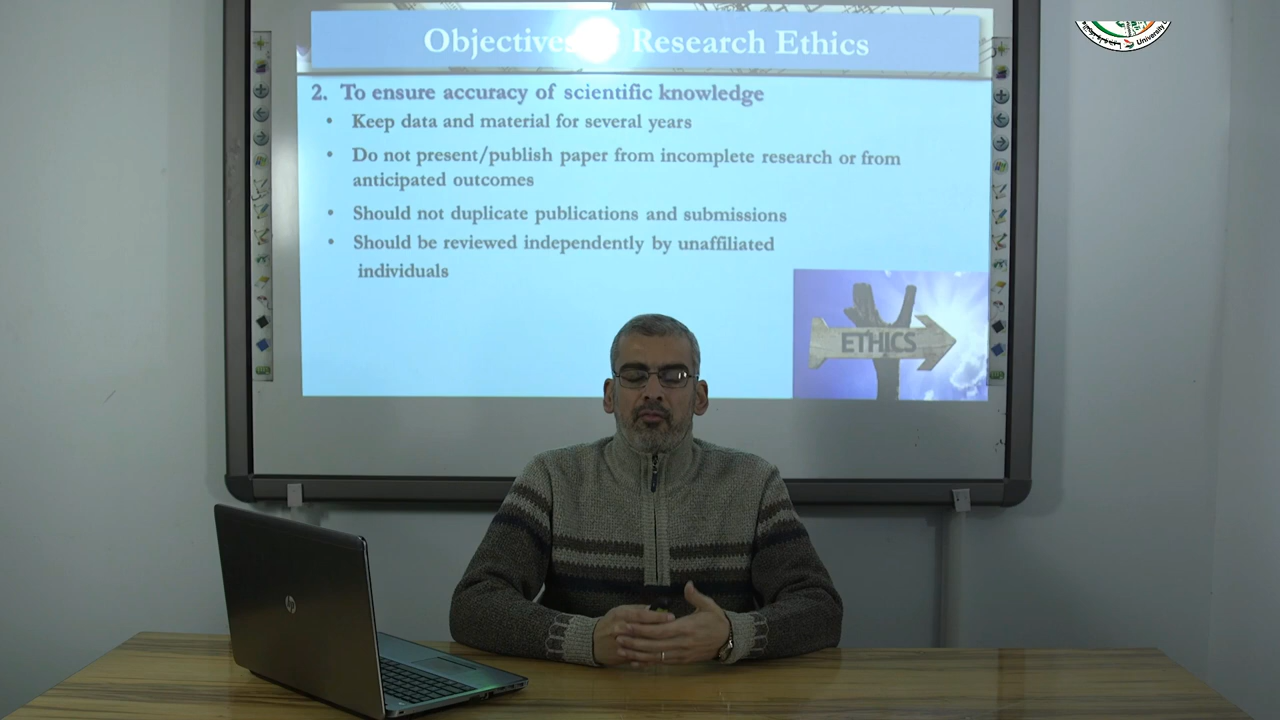 Objectives Research Ethics
2. To ensure accuracy of scientific knowledge
• Keep data and material for several years
• Do not present/publish paper from incomplete research or from
anticipated outcomes
• Should not duplicate publications and submissions
• Should be reviewed independently by unaffiliated
individuals
ETHICS
hp
University